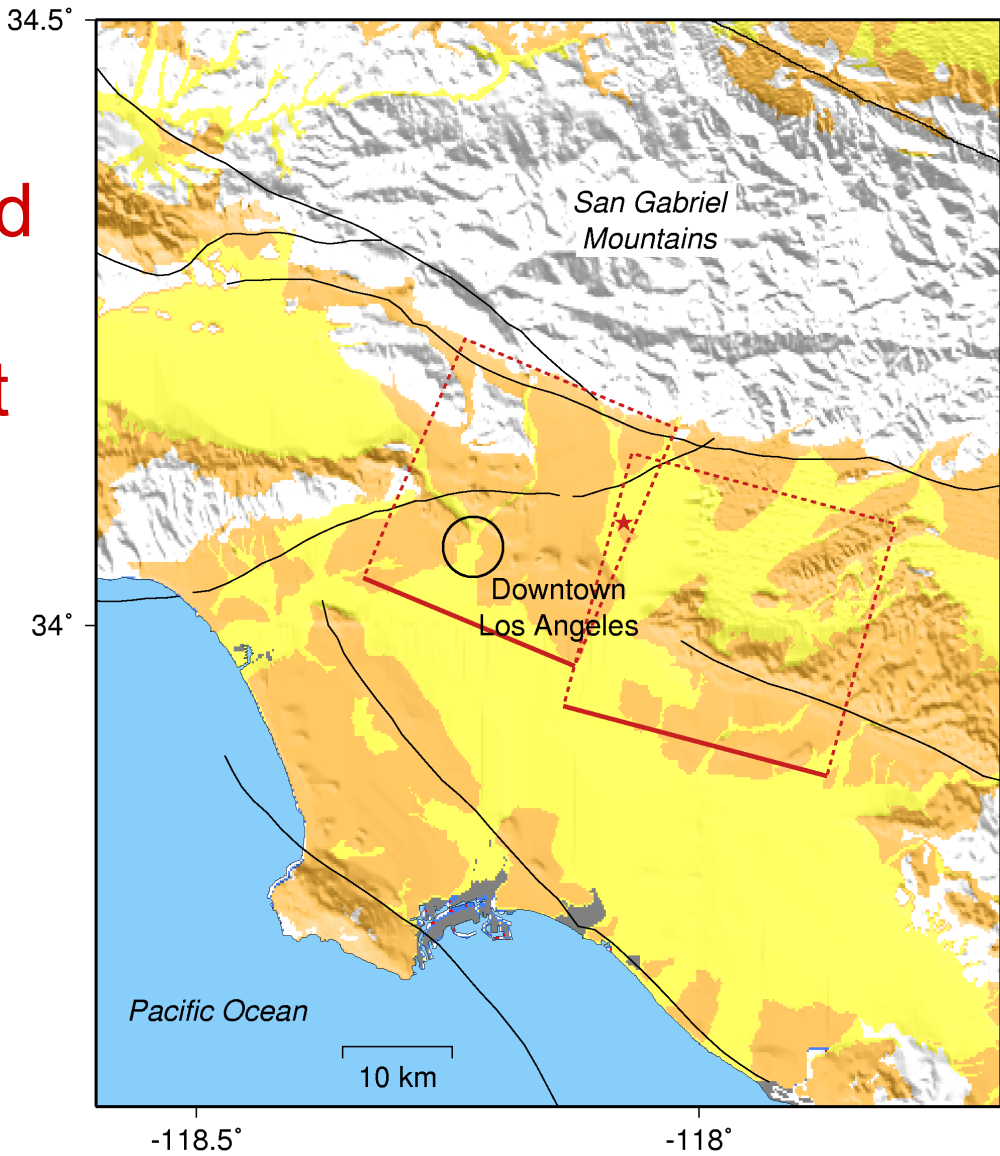 34.5°
d
San Gabriel
Mountains
t
Downtown
Los Angeles
34°
Pacific Ocean
10 km
-118.5°
-118°